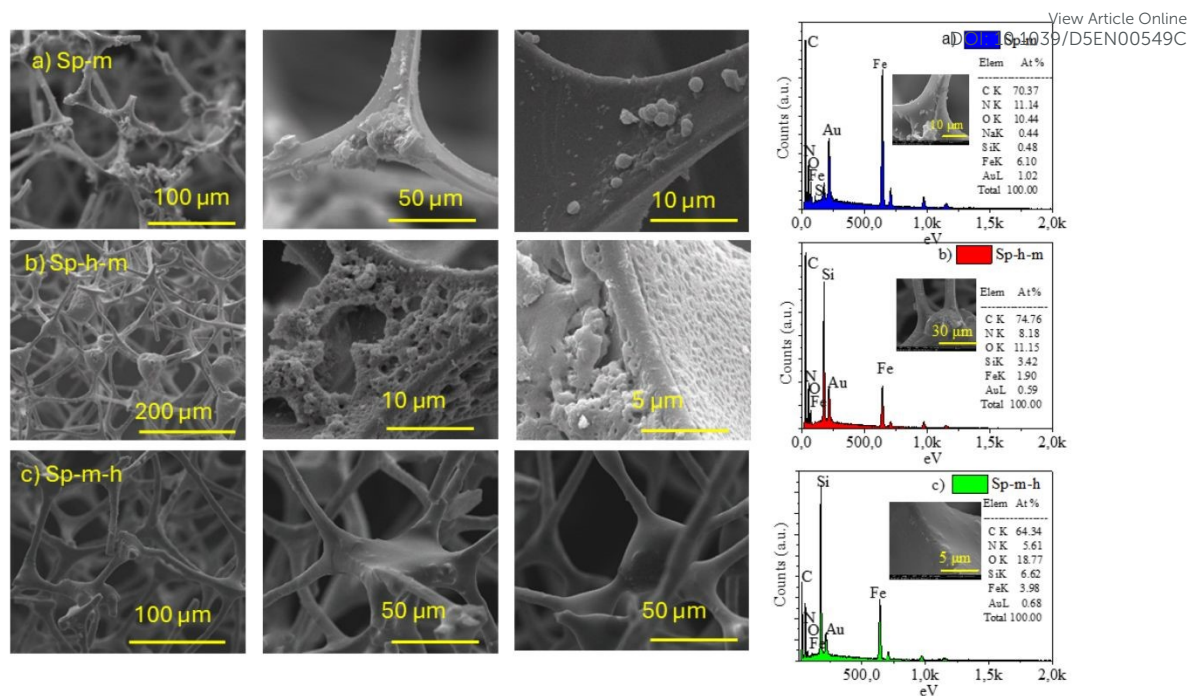 View Article Online
DOI: 10.1039/D5EN00549C
a) Sp-m
100 µm
50 µm
10 µm
b) Sp-h-m
200 µm
10 µm
5 µm
c) Sp-m-h
100 µm
50 µm
50 µm
a) Sp-m
Elem At %
C K 70.37
N K 11.14
O K 10.44
NaK 0.44
SiK 0.48
FeK 6.10
AuL 1.02
Total 100.00
10 µm
C
Fe
Au
N
O
Fe
S
Counts (a.u.)
0 500,0 1,0k 1,5k 2,0k
eV
b) Sp-h-m
Elem At %
C K 74.76
N K 8.18
O K 11.15
SiK 3.42
FeK 1.90
AuL 0.59
Total 100.00
30 µm
C
Si
Au
Fe
N
O
Fe
Counts (a.u.)
0 500,0 1,0k 1,5k 2,0k
eV
c) Sp-m-h
Elem At %
C K 64.34
N K 5.61
O K 18.77
SiK 6.62
FeK 3.98
AuL 0.68
Total 100.00
5 µm
Si
C
Fe
N
O
Au
Fe
Counts (a.u.)
500,0 1,0k 1,5k 2,0k
eV